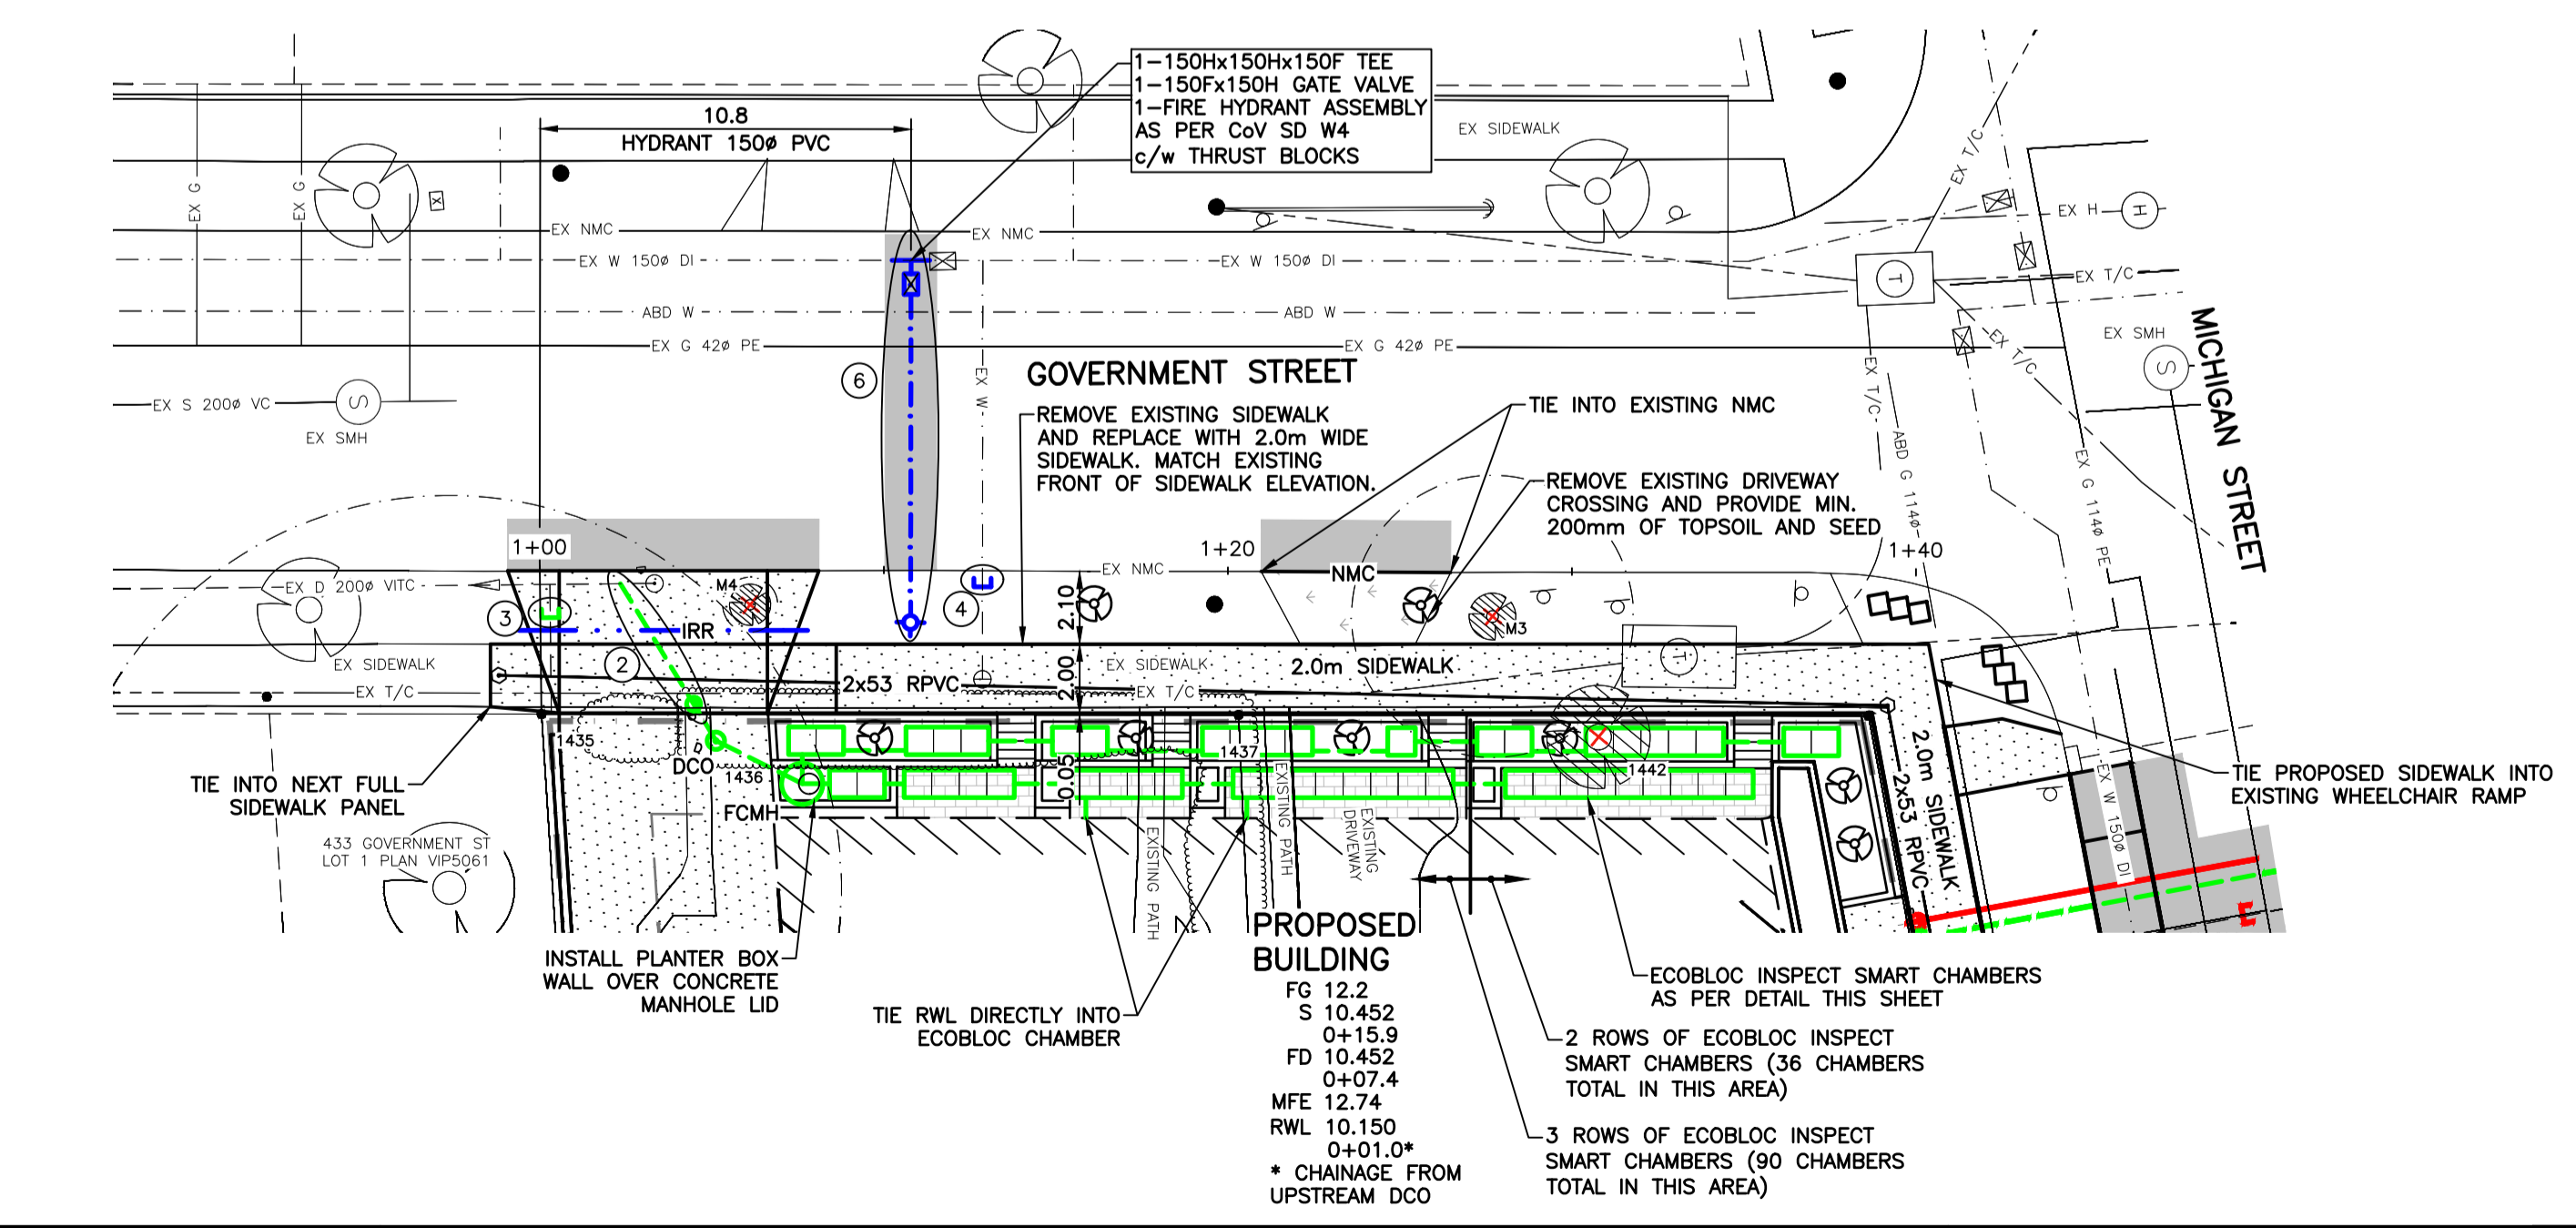 1-150Hx150Hx150F TEE
1-150Fx150H GATE VALVE
1-FIRE HYDRANT ASSEMBLY
AS PER CoV SD W4
c/w THRUST BLOCKS
10.8
HYDRANT 150ø PVC
EX SIDEWALK
EX G
EX G
EX T/C
EX H
H
EX NMC
EX NMC
EX W 150ø DI
EX W 150ø DI
T
EX T/C
ABD W
ABD W
EX SMH
EX G 42ø PE
EX G 42ø PE
EX T/C
S
MICHIGAN STREET
6
EX W
GOVERNMENT STREET
EX T/C
EX S 200ø VC
S
EX SMH
REMOVE EXISTING SIDEWALK
AND REPLACE WITH 2.0m WIDE
SIDEWALK. MATCH EXISTING
FRONT OF SIDEWALK ELEVATION.
TIE INTO EXISTING NMC
REMOVE EXISTING DRIVEWAY
CROSSING AND PROVIDE MIN.
200mm OF TOPSOIL AND SEED
ABD G 114ø
EX G 114ø PE
1+00
1+20
1+40
EX D 200ø VITC
EX NMC
NMC
M4
3
4
2.10
IRR
M3
EX SIDEWALK
2
2.00
EX SIDEWALK
2.0m SIDEWALK
T
EX T/C
2x53 RPVC
EX T/C
1435
1437
DCO
1436
1442
0.05
FCMH
2.0m SIDEWALK
2x53 RPVC
EX W 150ø DI
TIE INTO NEXT FULL
SIDEWALK PANEL
TIE PROPOSED SIDEWALK INTO
EXISTING WHEELCHAIR RAMP
433 GOVERNMENT ST
LOT 1 PLAN VIP5061
EXISTING PATH
EXISTING PATH
EXISTING
DRIVEWAY
INSTALL PLANTER BOX
WALL OVER CONCRETE
MANHOLE LID
TIE RWL DIRECTLY INTO
ECOBLOC CHAMBER
PROPOSED
BUILDING
FG 12.2
S 10.452
0+15.9
FD 10.452
0+07.4
MFE 12.74
RWL 10.150
0+01.0*
* CHAINAGE FROM
UPSTREAM DCO
ECOBLOC INSPECT SMART CHAMBERS
AS PER DETAIL THIS SHEET
2 ROWS OF ECOBLOC INSPECT
SMART CHAMBERS (36 CHAMBERS
TOTAL IN THIS AREA)
3 ROWS OF ECOBLOC INSPECT
SMART CHAMBERS (90 CHAMBERS
TOTAL IN THIS AREA)